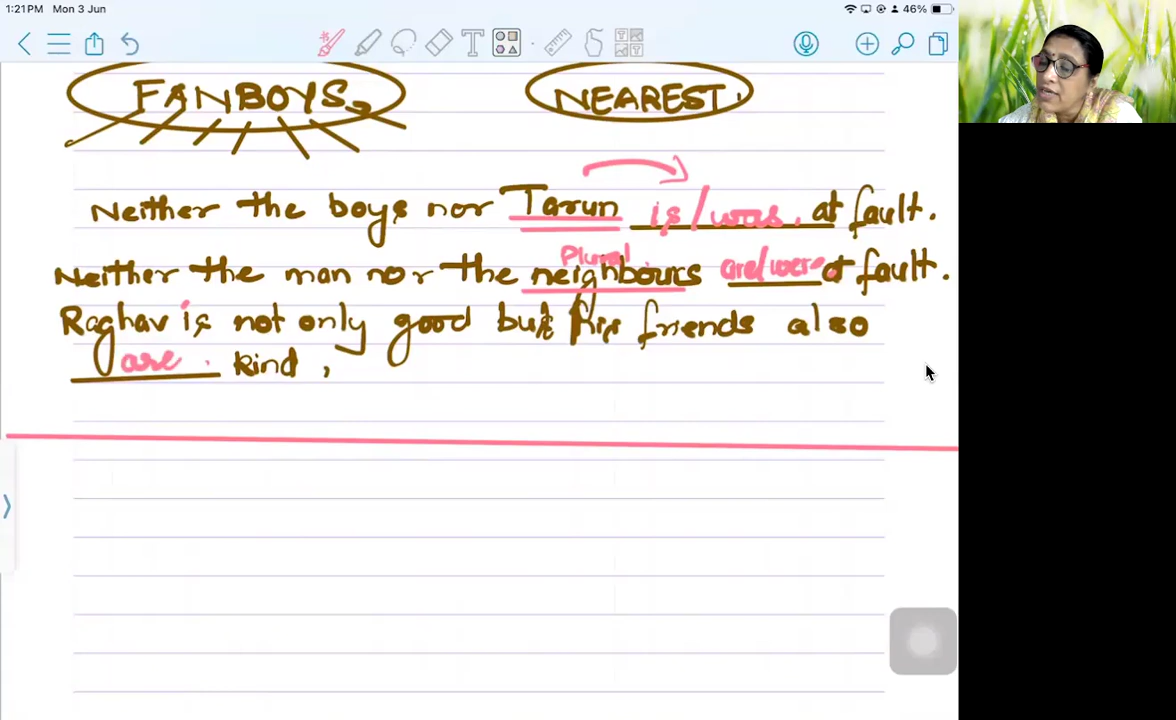 1:21 PM Mon 3 Jun 46%
FANBOYS NEAREST
Neither the boys nor Tarun is/was at fault.
Plural
Neither the man nor the neighbours are/were at fault.
Raghav is not only good but his friends also
are kind,